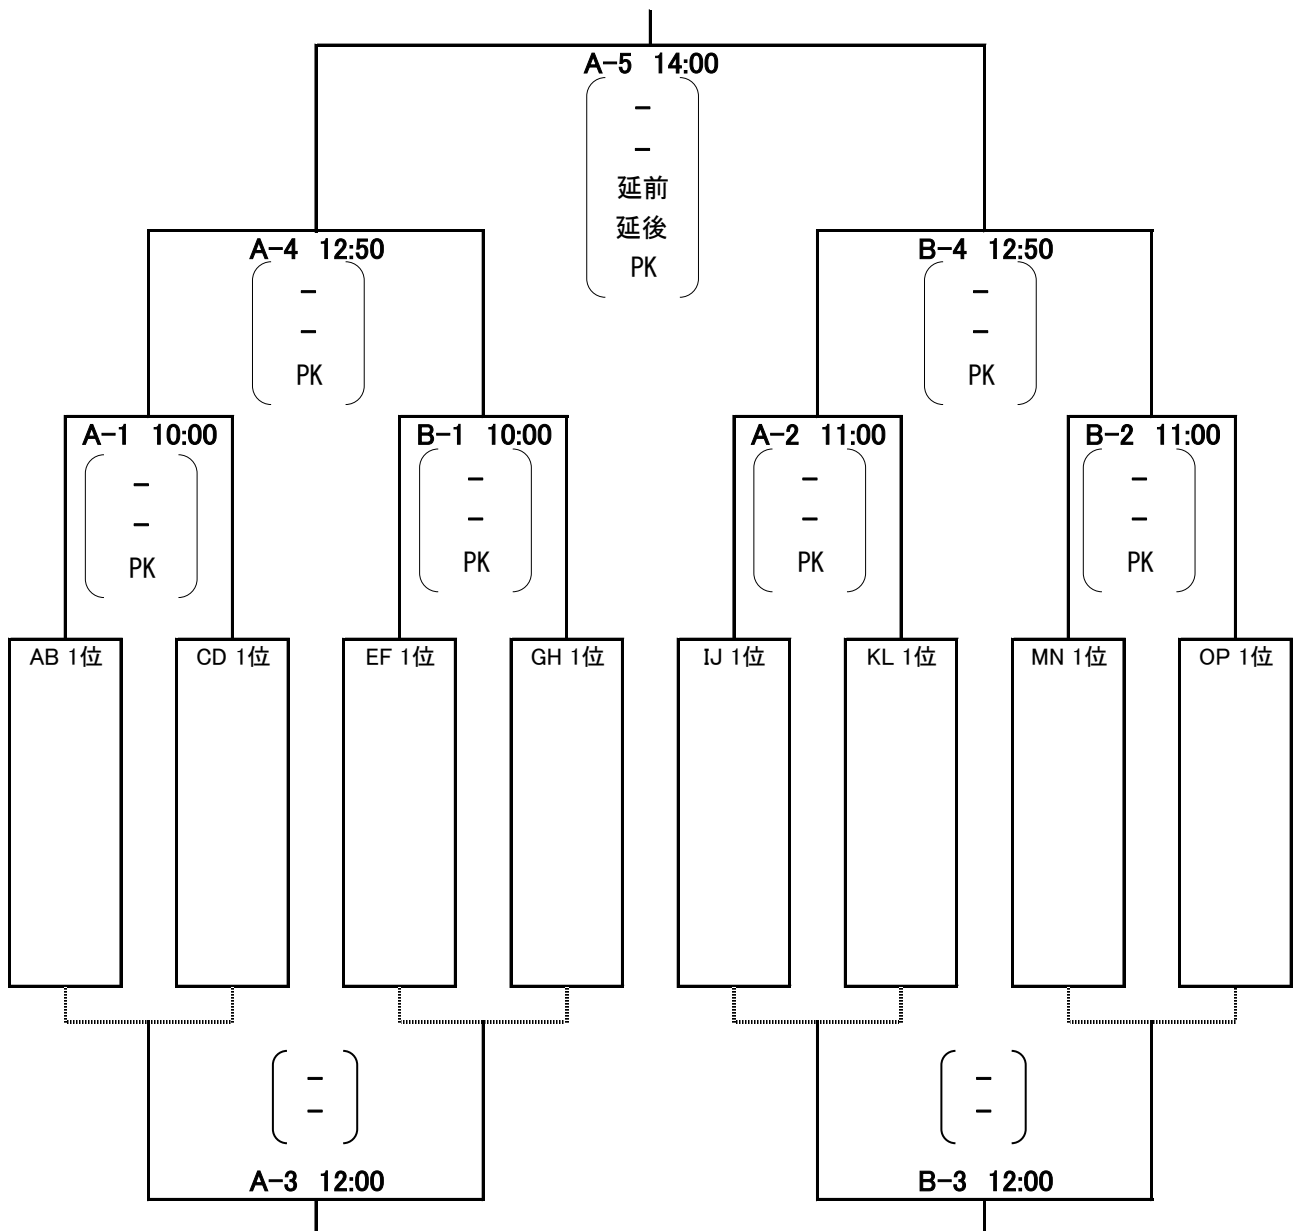 A-5 14:00
-
-
延前
延後
PK
A-4 12:50
B-4 12:50
-
-
PK
-
-
PK
A-1 10:00
B-1 10:00
A-2 11:00
B-2 11:00
-
-
PK
-
-
PK
-
-
PK
-
-
PK
AB 1位
CD 1位
EF 1位
GH 1位
IJ 1位
KL 1位
MN 1位
OP 1位
-
-
-
-
A-3 12:00
B-3 12:00